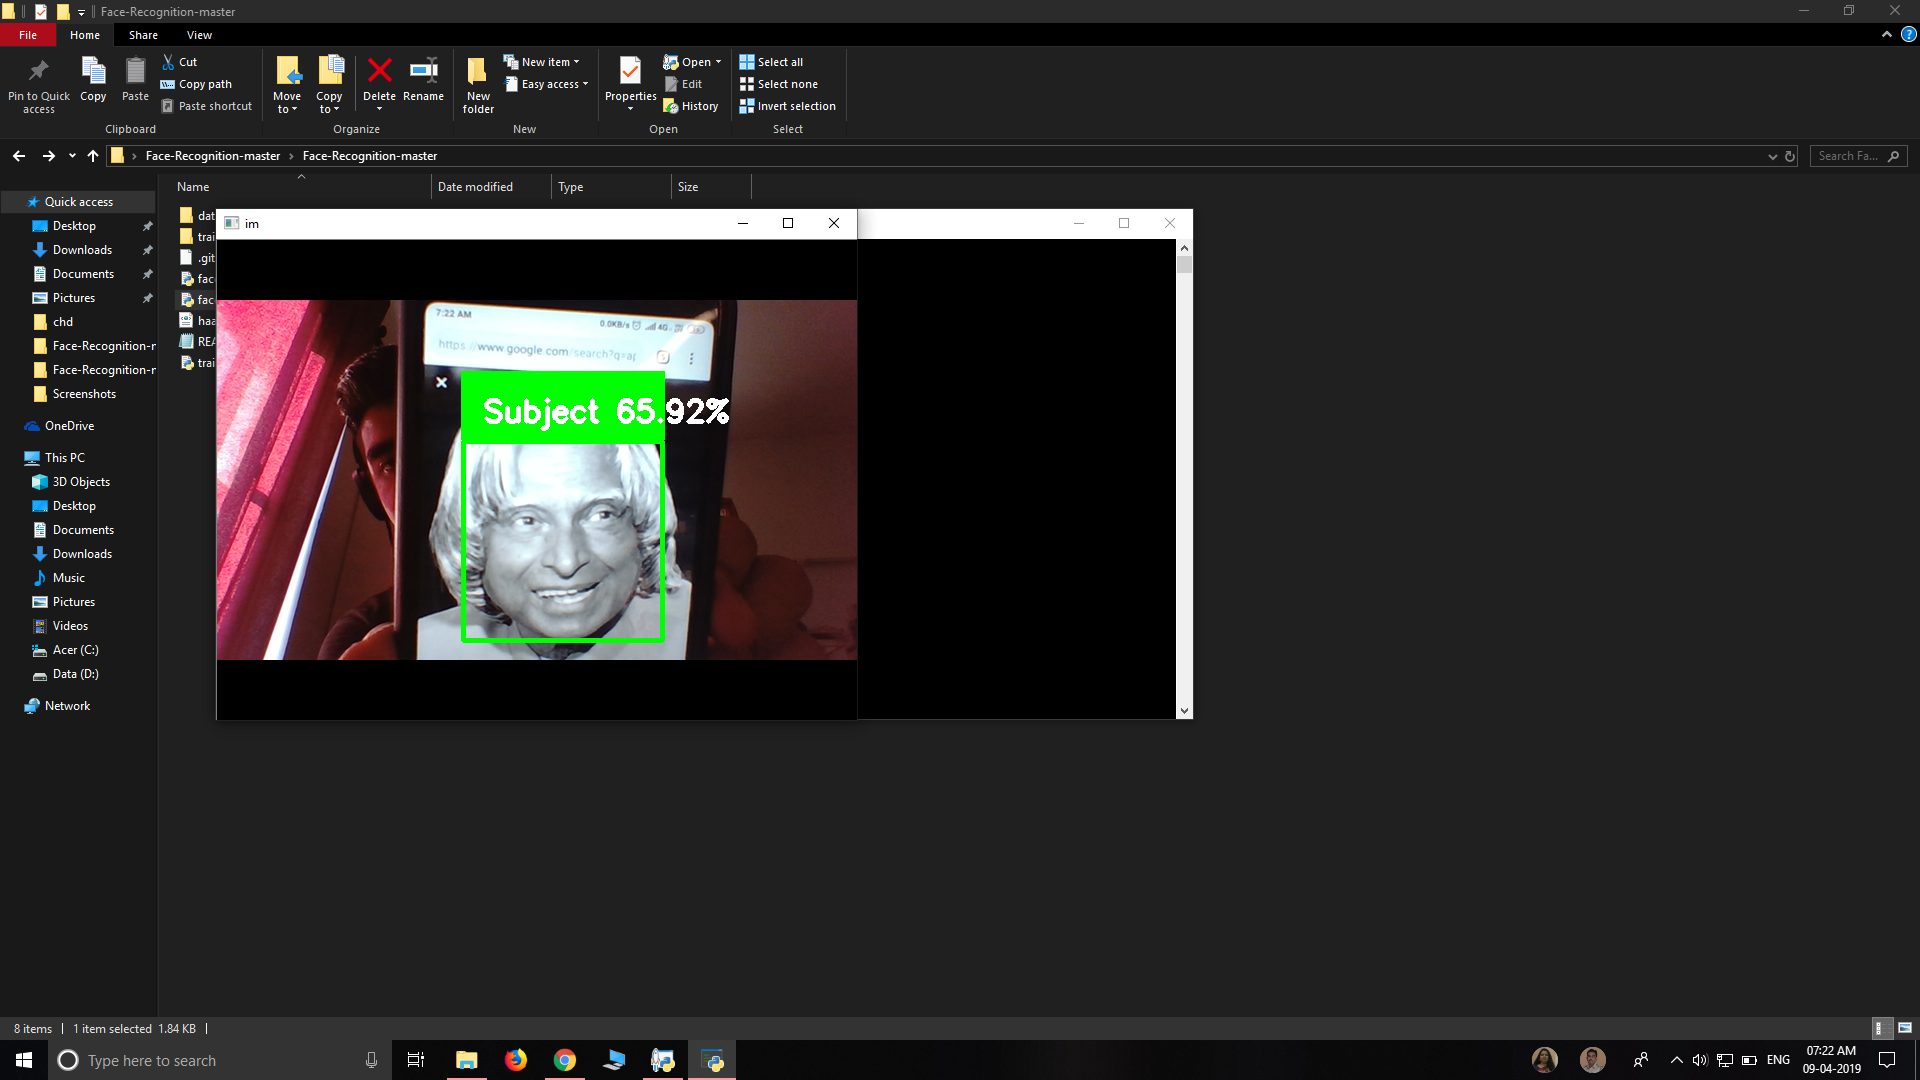 Face-Recognition-master
File Home Share View
Pin to Quick access
Copy
Paste
Cut
Copy path
Paste shortcut
Clipboard
Move to
Copy to
Delete
Rename
Organize
New folder
New item
Easy access
New
Properties
Open
Edit
History
Open
Select all
Select none
Invert selection
Select
Face-Recognition-master > Face-Recognition-master
Search Fa...
Name Date modified Type Size
Quick access
Desktop
Downloads
Documents
Pictures
chd
Face-Recognition-r
Face-Recognition-r
Screenshots
OneDrive
This PC
3D Objects
Desktop
Documents
Downloads
Music
Pictures
Videos
Acer (C:)
Data (D:)
Network
dat
trai
.git
fac
fac
haa
REA
trai
im
7:22 AM
0.0KB/s 4G
https://www.google.com/search?q=ap
Subject 65.92%
8 items 1 item selected 1.84 KB
Type here to search
ENG
07:22 AM
09-04-2019